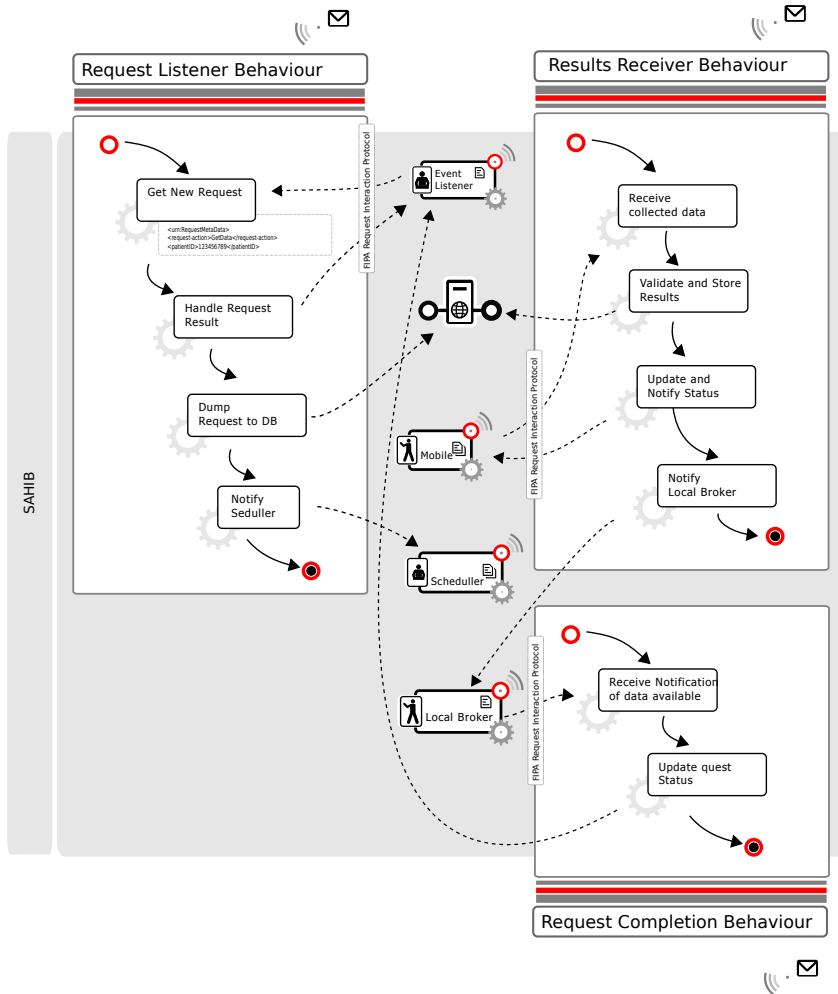 Request Listener Behaviour
Results Receiver Behaviour
SAHIB
FIPA Request Interaction Protocol
Get New Request
<urn:RequestMetaData>
<request-action>GetData</request-action>
<patientID>123456789</patientID>
Handle Request
Result
Dump
Request to DB
Notify
Seduller
Event
Listener
Mobile
Scheduller
Local Broker
FIPA Request Interaction Protocol
Receive
collected data
Validate and Store
Results
Update and
Notify Status
Notify
Local Broker
FIPA Request Interaction Protocol
Receive Notification
of data available
Update quest
Status
Request Completion Behaviour